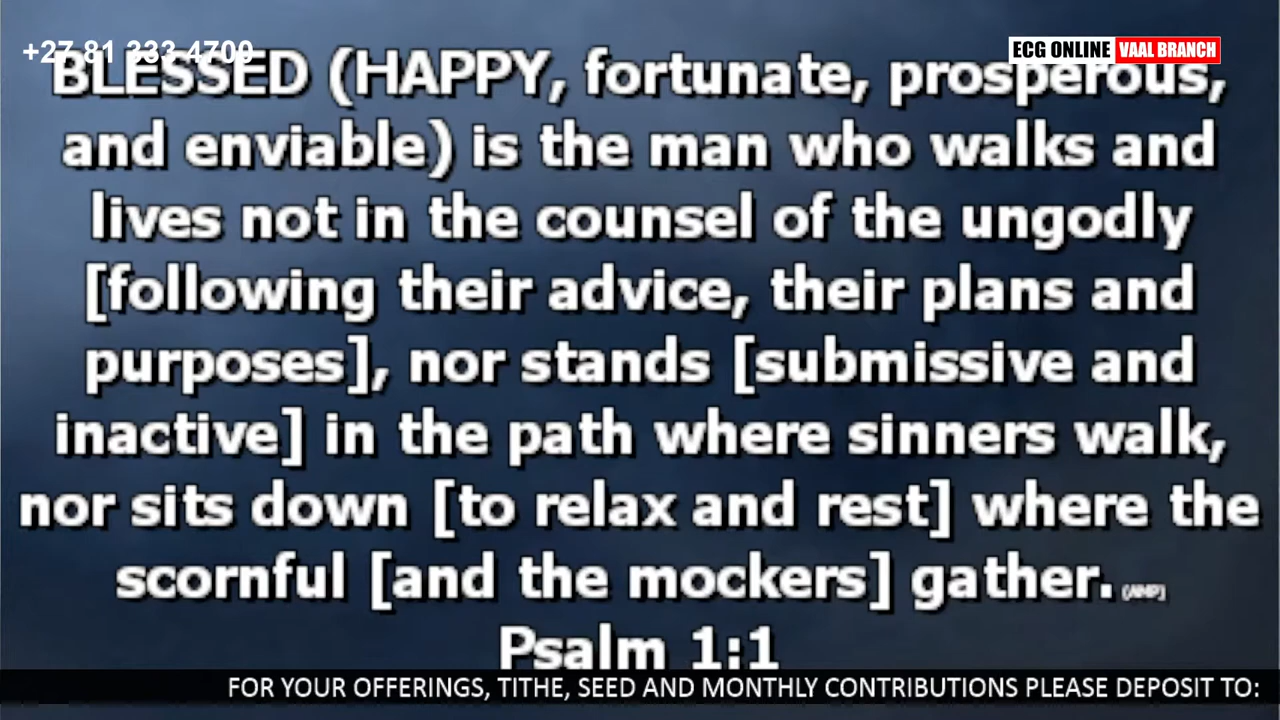 +27 81 333 4709
ECG ONLINE VAAL BRANCH
BLESSED (HAPPY, fortunate, prosperous,
and enviable) is the man who walks and
lives not in the counsel of the ungodly
[following their advice, their plans and
purposes], nor stands [submissive and
inactive] in the path where sinners walk,
nor sits down [to relax and rest] where the
scornful [and the mockers] gather. (AMP)
Psalm 1:1
FOR YOUR OFFERINGS, TITHE, SEED AND MONTHLY CONTRIBUTIONS PLEASE DEPOSIT TO: